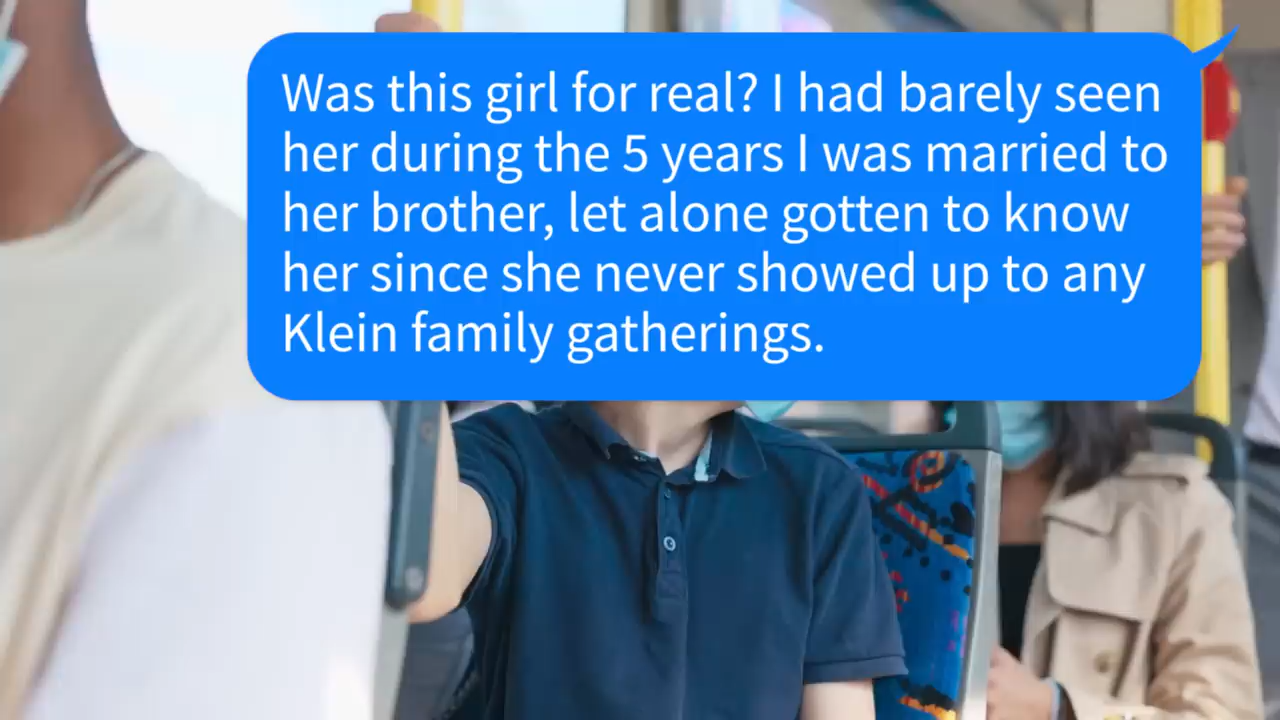 Was this girl for real? I had barely seen
her during the 5 years I was married to
her brother, let alone gotten to know
her since she never showed up to any
Klein family gatherings.